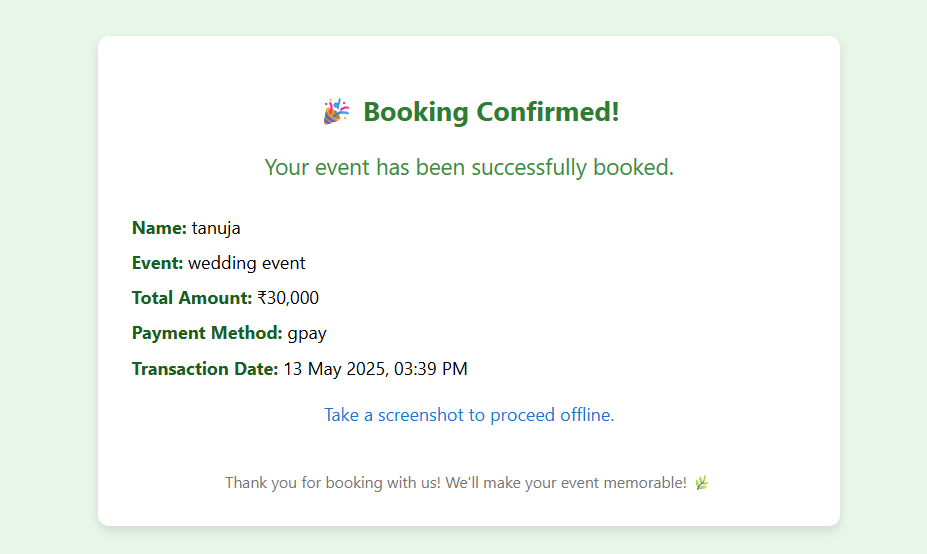 🎉 Booking Confirmed!
Your event has been successfully booked.
Name: tanuja
Event: wedding event
Total Amount: ₹30,000
Payment Method: gpay
Transaction Date: 13 May 2025, 03:39 PM
Take a screenshot to proceed offline.
Thank you for booking with us! We'll make your event memorable! 🌿